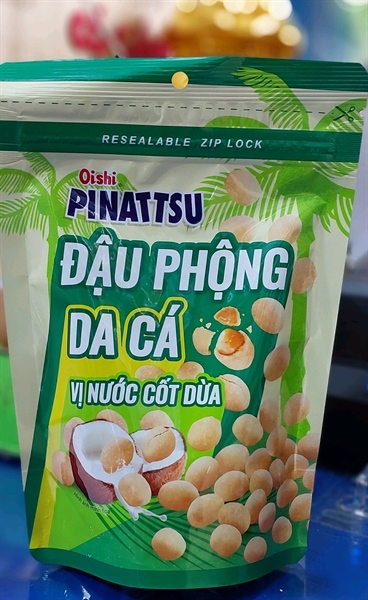 RESEALABLE ZIP LOCK
Oishi
PINATTSU
ĐẬU PHỘNG
DA CÁ
VỊ NƯỚC CỐT DỪA